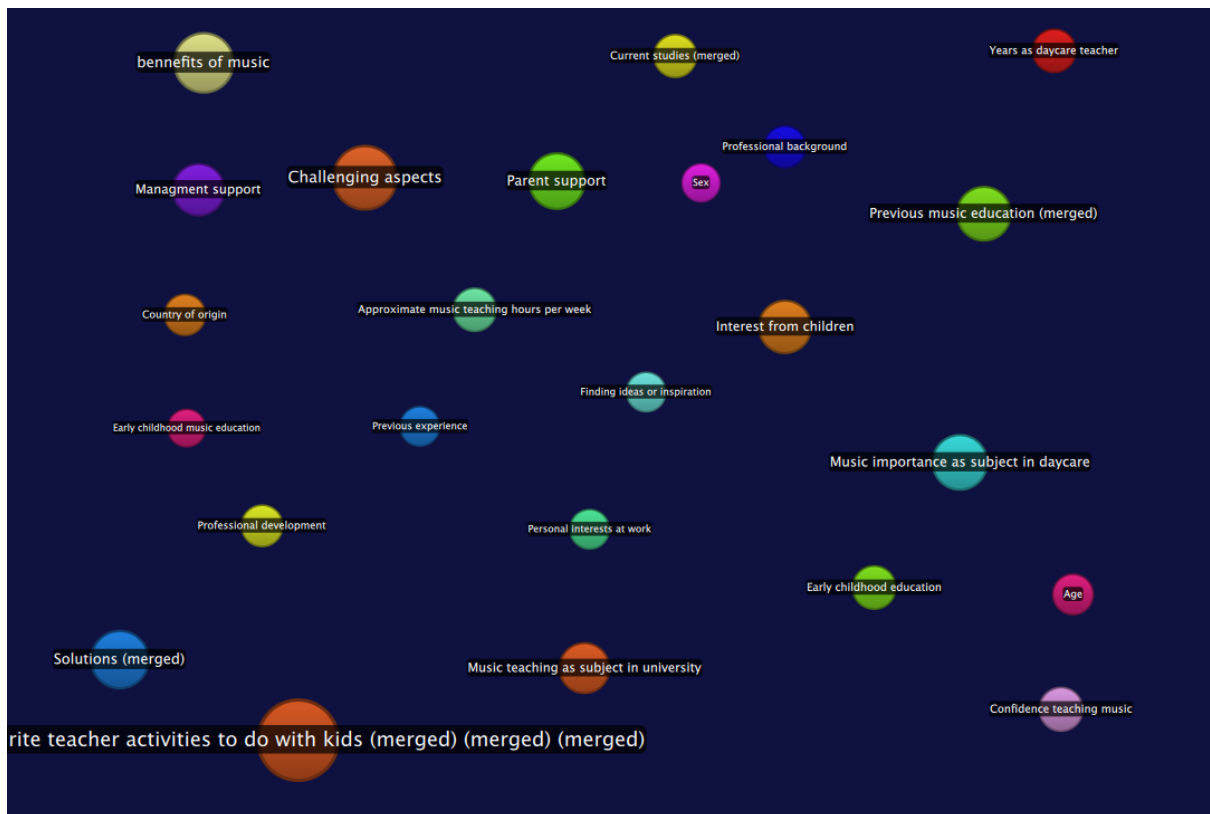 bennefits of music
Current studies (merged)
Years as daycare teacher
Professional background
Managment support
Challenging aspects
Parent support
Sex
Previous music education (merged)
Country of origin
Approximate music teaching hours per week
Interest from children
Finding ideas or inspiration
Early childhood music education
Previous experience
Music importance as subject in daycare
Professional development
Personal interests at work
Early childhood education
Age
Solutions (merged)
Music teaching as subject in university
Confidence teaching music
rite teacher activities to do with kids (merged) (merged) (merged)